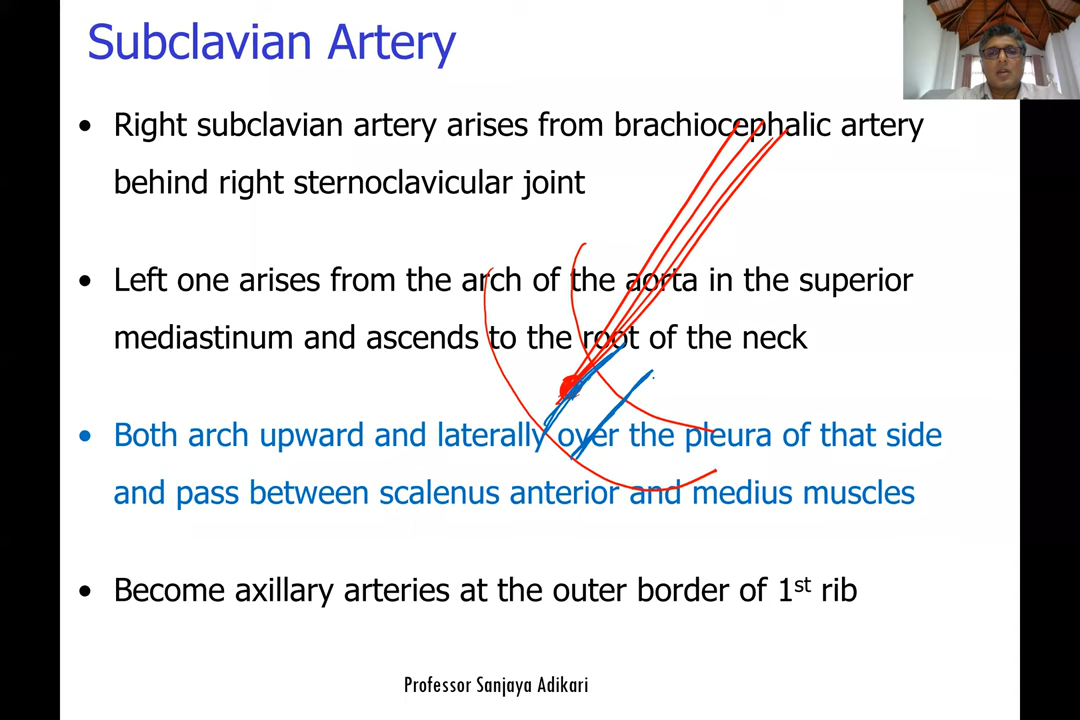 Subclavian Artery
• Right subclavian artery arises from brachiocephalic artery
behind right sternoclavicular joint
• Left one arises from the arch of the aorta in the superior
mediastinum and ascends to the root of the neck
• Both arch upward and laterally over the pleura of that side
and pass between scalenus anterior and medius muscles
• Become axillary arteries at the outer border of 1st rib
Professor Sanjaya Adikari